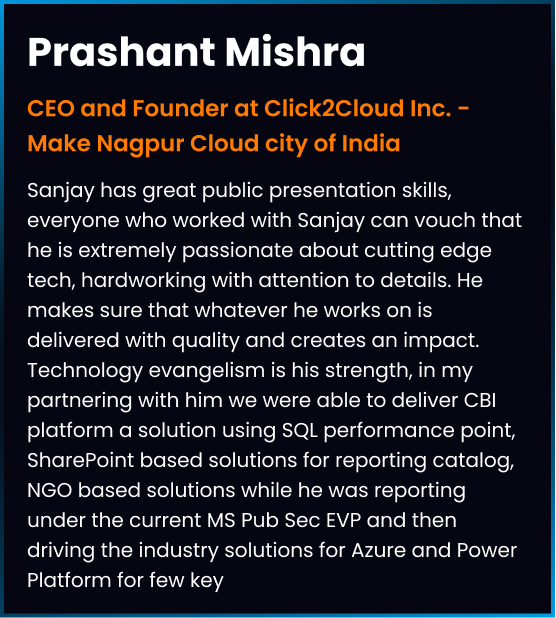 Prashant Mishra
CEO and Founder at Click2Cloud Inc. -
Make Nagpur Cloud city of India
Sanjay has great public presentation skills,
everyone who worked with Sanjay can vouch that
he is extremely passionate about cutting edge
tech, hardworking with attention to details. He
makes sure that whatever he works on is
delivered with quality and creates an impact.
Technology evangelism is his strength, in my
partnering with him we were able to deliver CBI
platform a solution using SQL performance point,
SharePoint based solutions for reporting catalog,
NGO based solutions while he was reporting
under the current MS Pub Sec EVP and then
driving the industry solutions for Azure and Power
Platform for few key